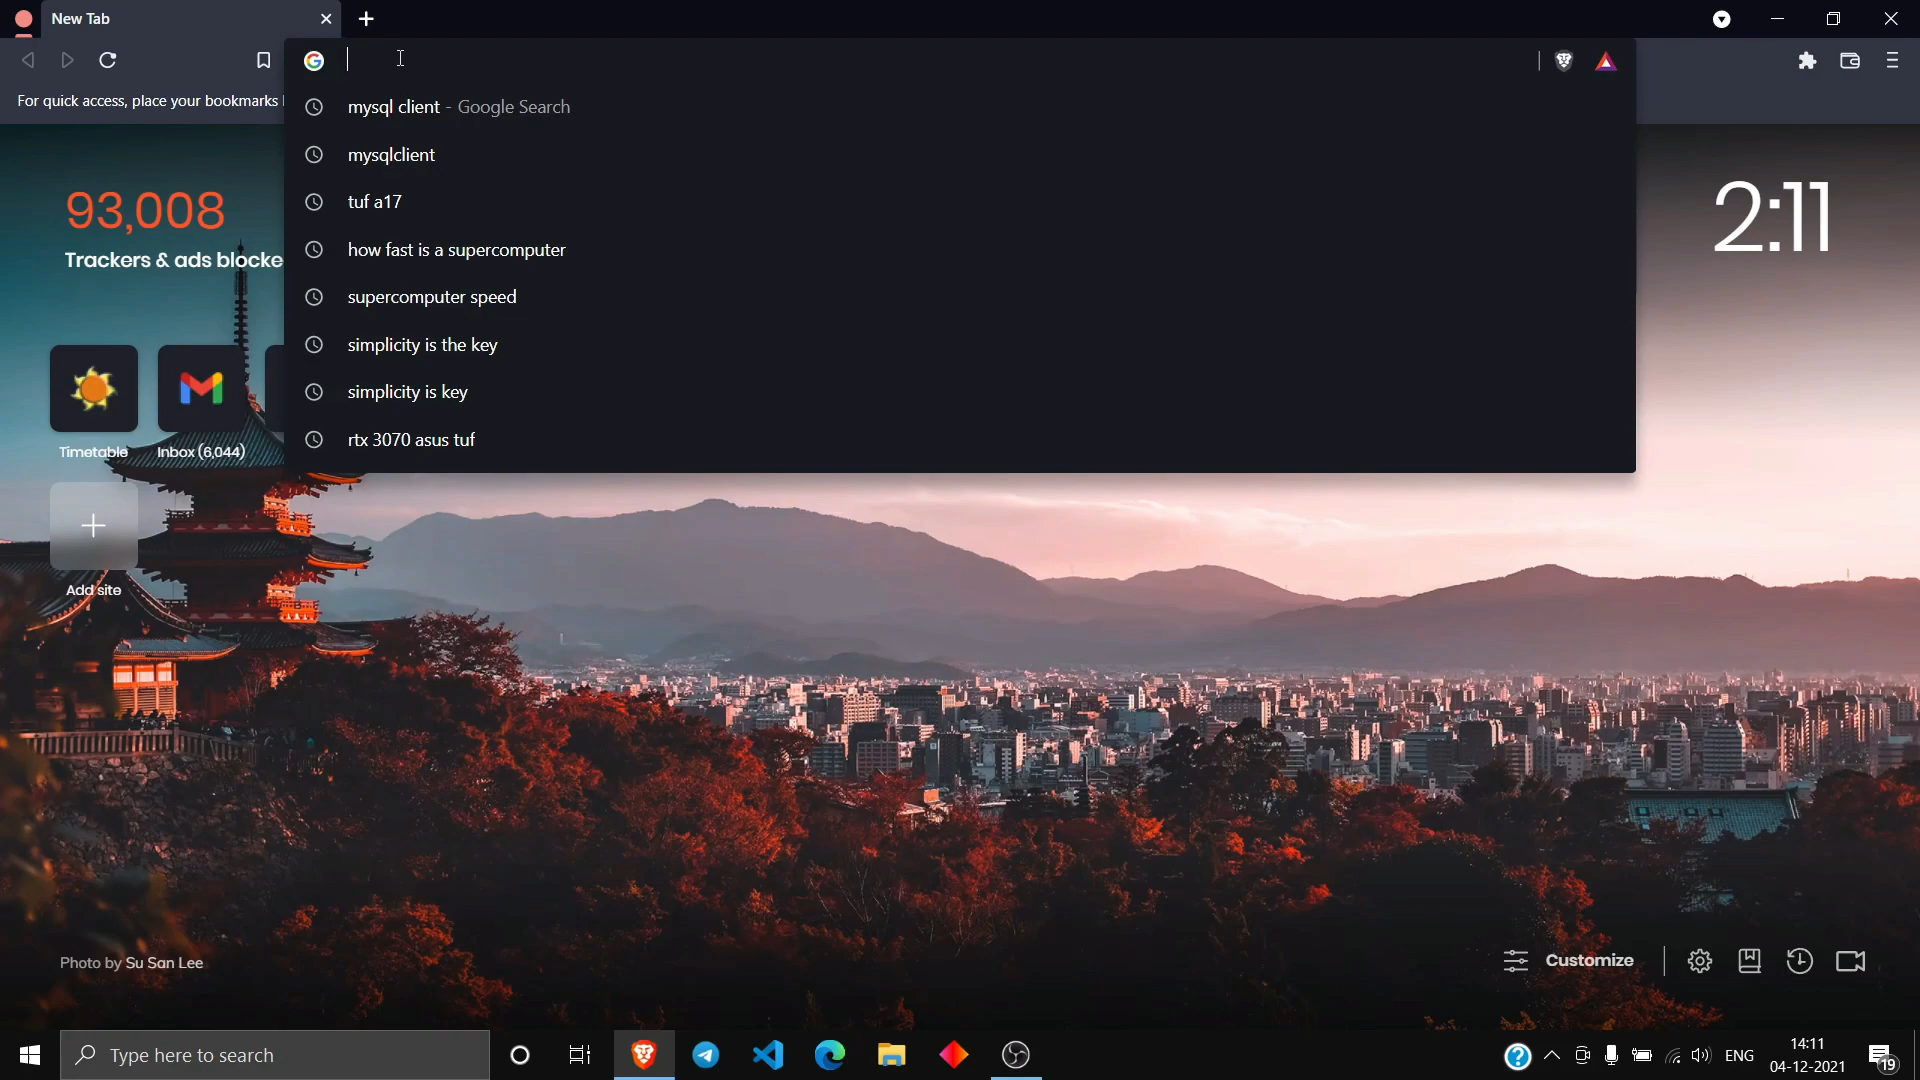 New Tab
For quick access, place your bookmarks
mysql client - Google Search
mysqlclient
tuf a17
how fast is a supercomputer
supercomputer speed
simplicity is the key
simplicity is key
rtx 3070 asus tuf
93,008
Trackers & ads blocke
2:11
Timetable
Inbox (6,044)
Add site
Photo by Su San Lee
Customize
Type here to search
ENG
14:11
04-12-2021
19